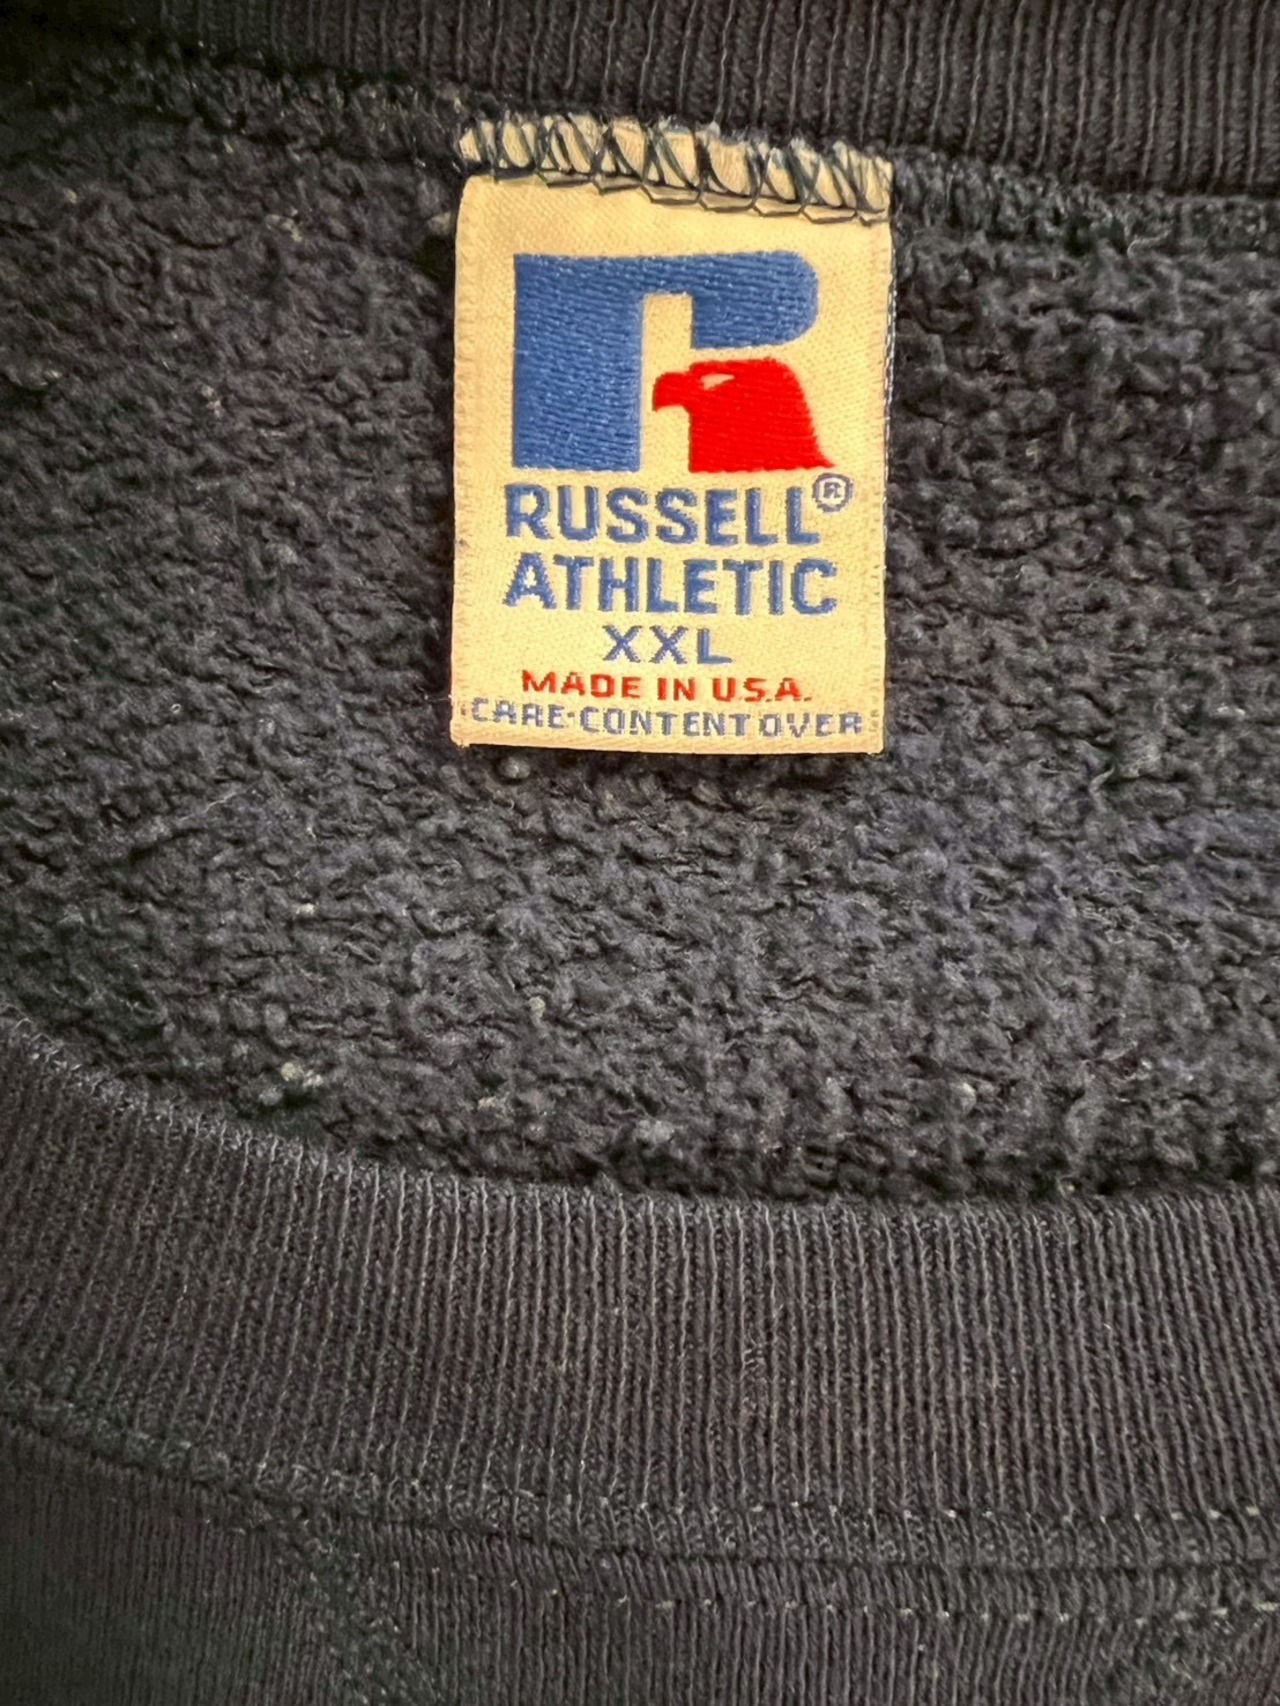 RUSSELL®
ATHLETIC
XXL
MADE IN U.S.A.
CARE·CONTENT OVER